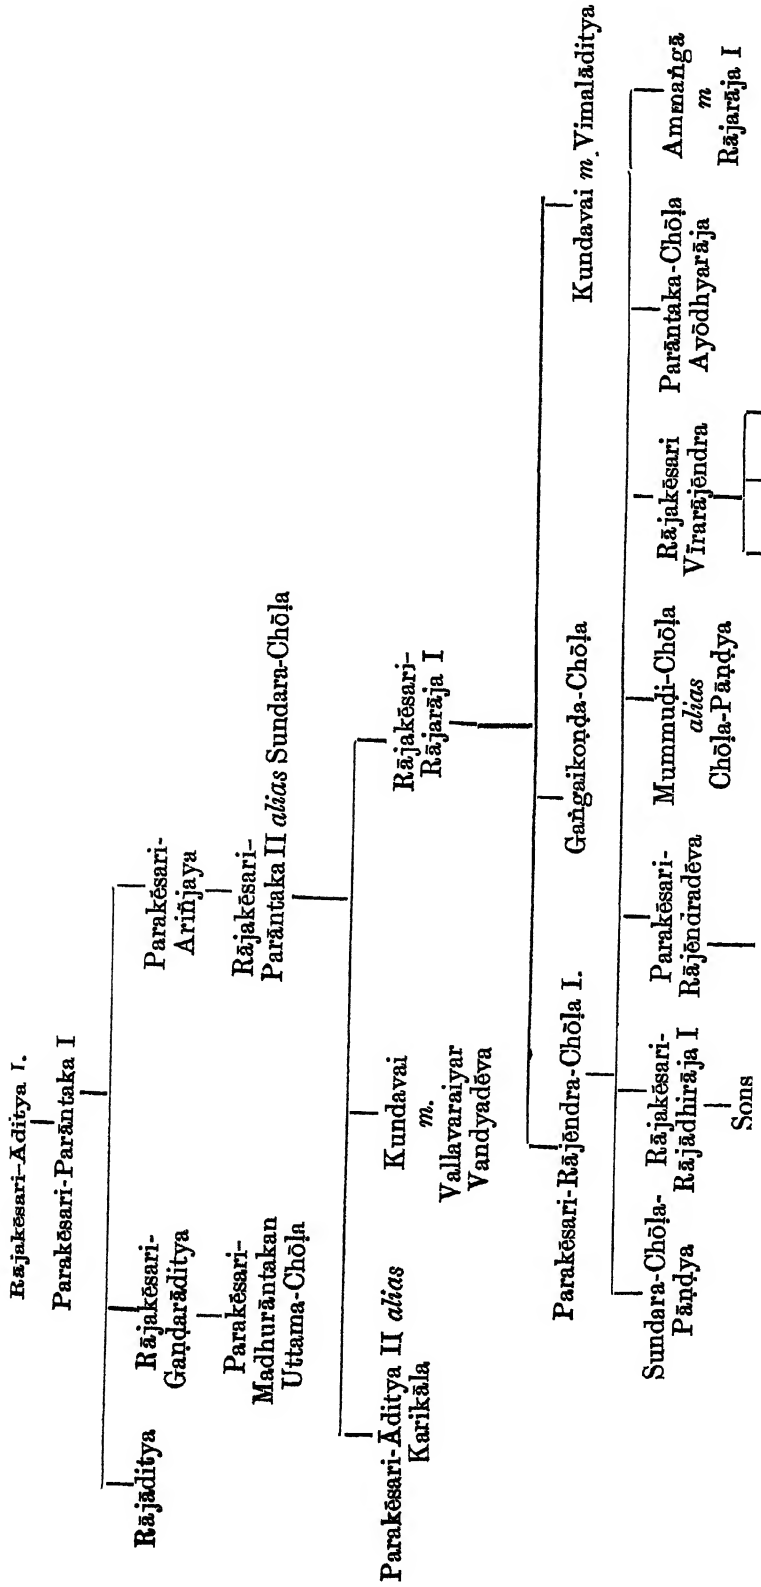 Rājakēsari-Āditya I.
Parakēsari-Parāntaka I
Rājāditya
Rājakēsari-
Gaṇḍarāditya
Parakēsari-
Ariñjaya
Parakēsari-
Madhurāntakan
Uttama-Chōḷa
Rājakēsari-
Parāntaka II alias Sundara-Chōḷa
Parakēsari-Āditya II alias
Karikāla
Kundavai
m.
Vallavaraiyar
Vandyadēva
Rājakēsari-
Rājarāja I
Parakēsari-Rājēndra-Chōḷa I.
Gaṅgaikoṇḍa-Chōḷa
Kundavai m. Vimalāditya
Sundara-Chōḷa-
Pāṇḍya
Rājakēsari-
Rājādhirāja I
Sons
Parakēsari-
Rājēndradēva
Mummuḍi-Chōḷa
alias
Chōḷa-Pāṇḍya
Rājakēsari
Vīrarājēndra
Parāntaka-Chōḷa
Ayōdhyarāja
Ammaṅgā
m
Rājarāja I